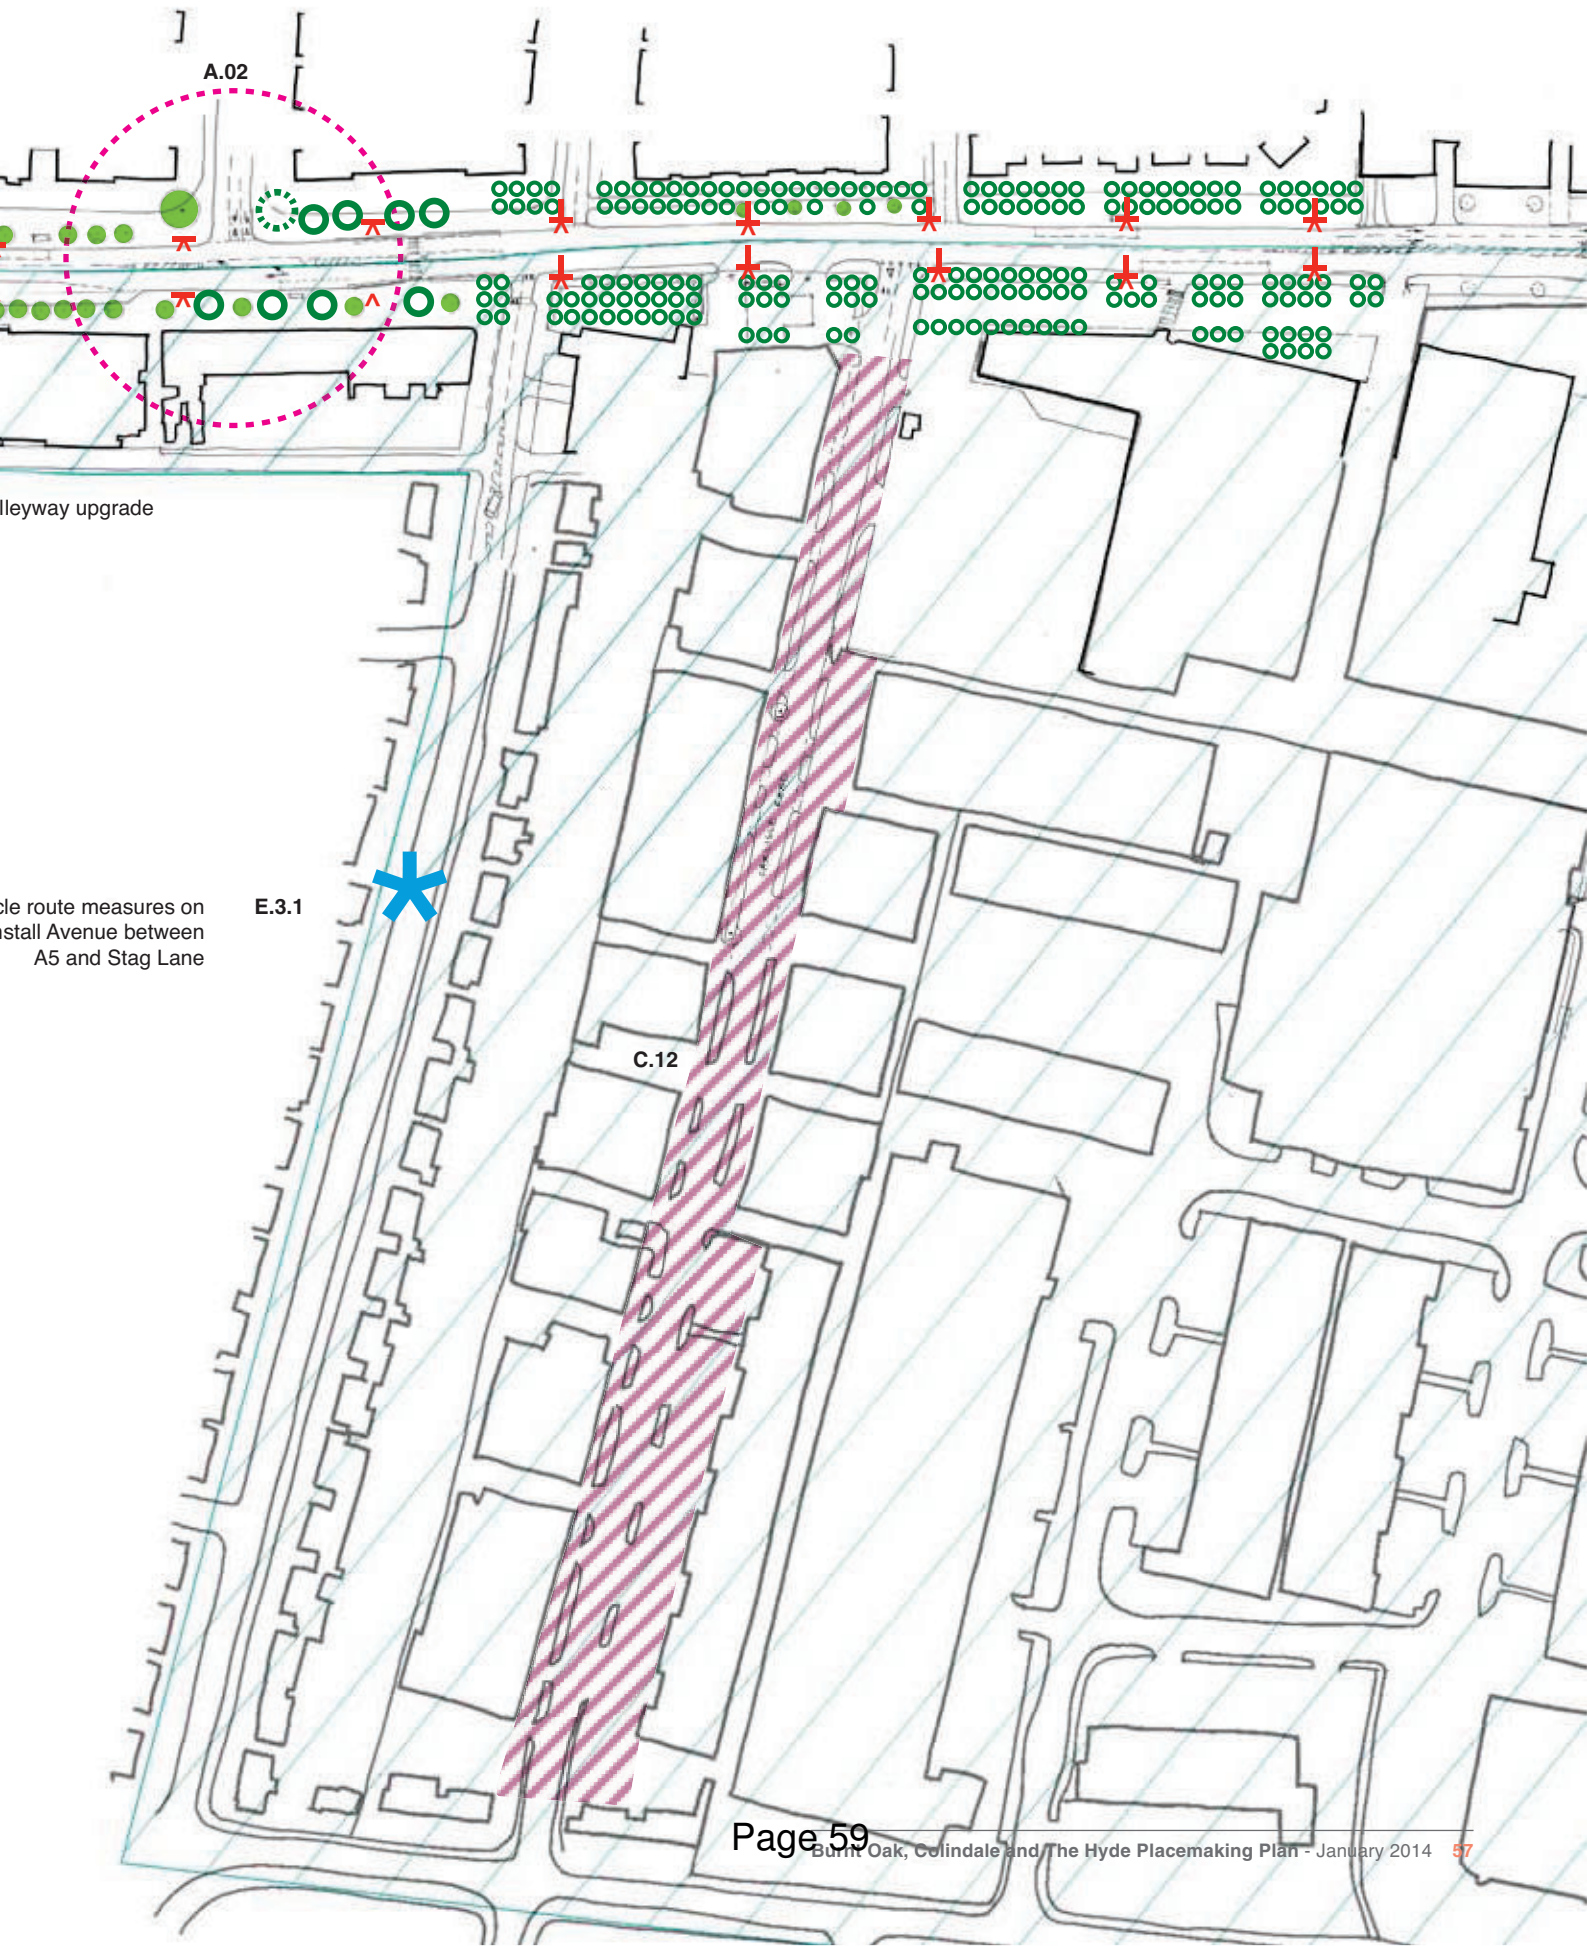 A.02
lleyway upgrade
cle route measures on
nstall Avenue between
A5 and Stag Lane
E.3.1
C.12
Page 59
Burnt Oak, Colindale and The Hyde Placemaking Plan - January 2014 57